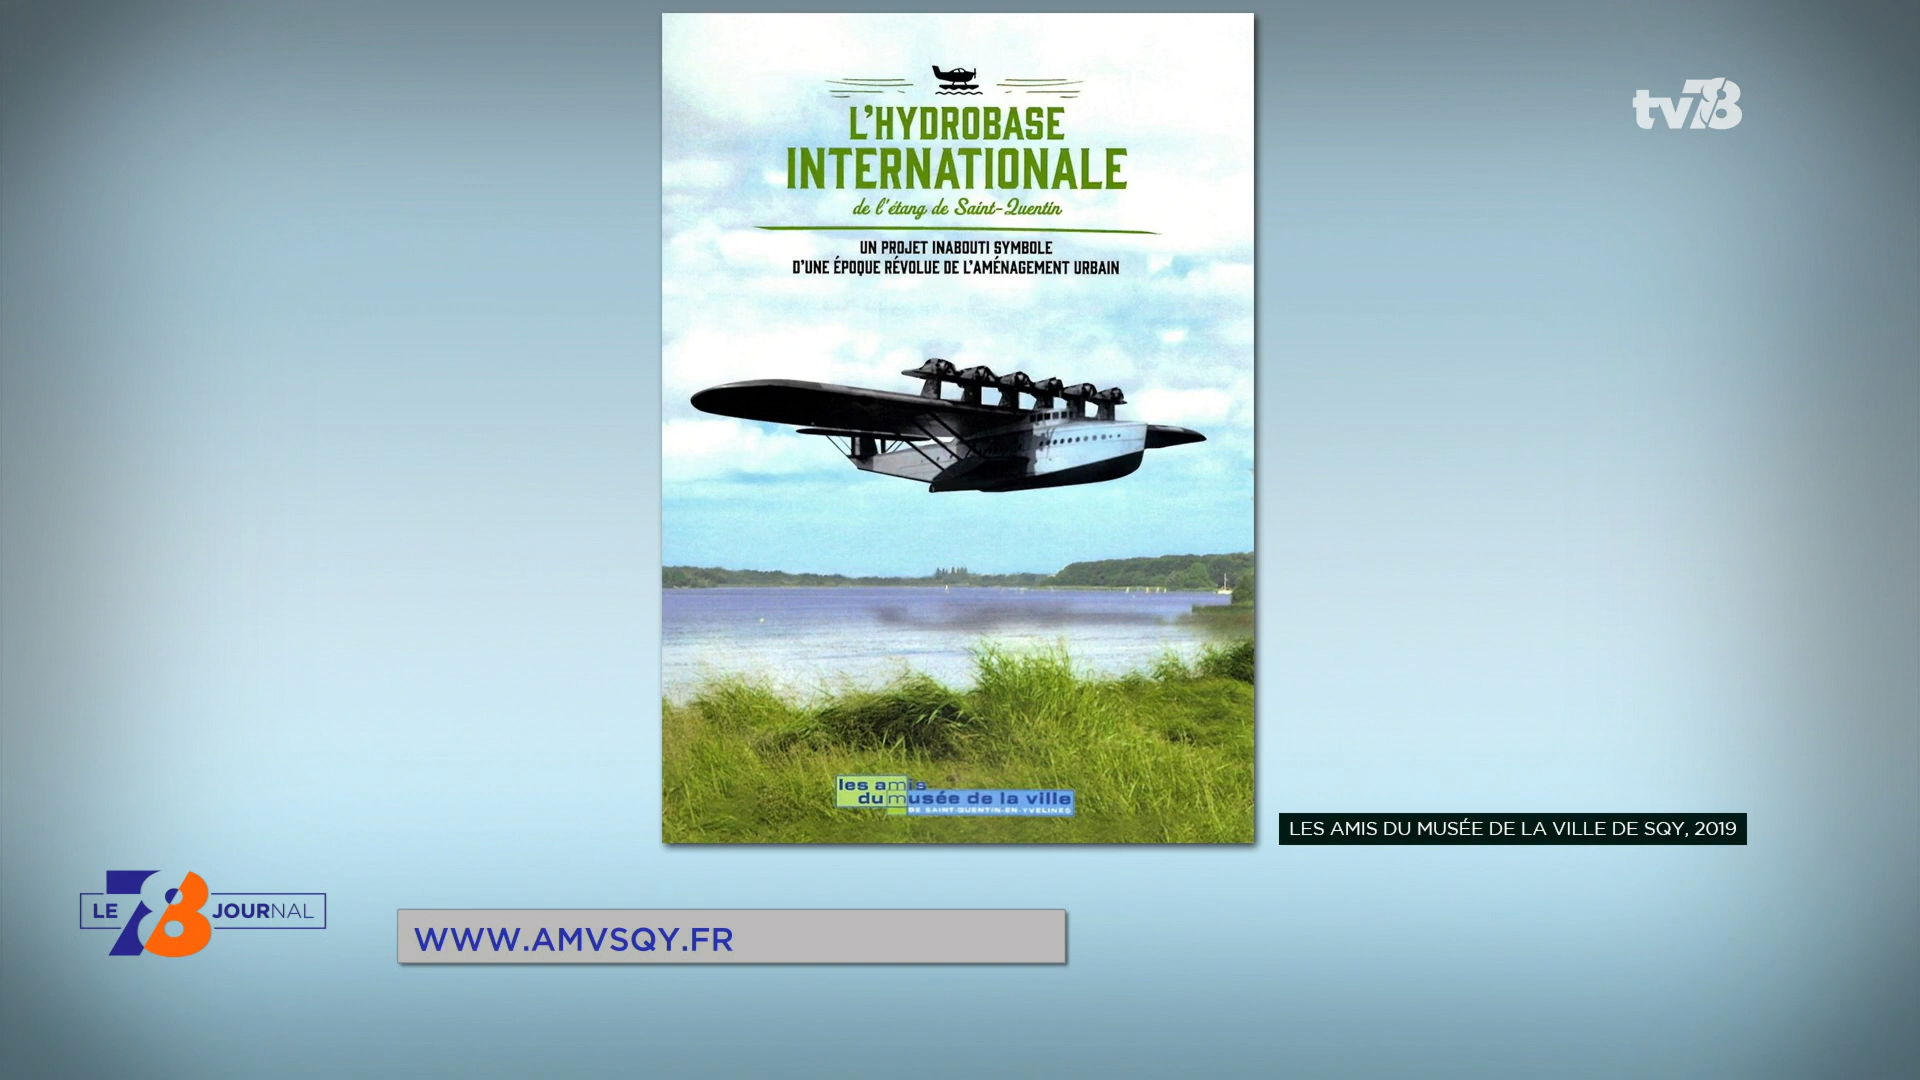 tv78
L'HYDROBASE
INTERNATIONALE
de l'étang de Saint-Quentin
UN PROJET INABOUTI SYMBOLE
D'UNE ÉPOQUE RÉVOLUE DE L'AMÉNAGEMENT URBAIN
les amis
du musée de la ville
DE SAINT-QUENTIN-EN-YVELINES
LES AMIS DU MUSÉE DE LA VILLE DE SQY, 2019
LE 78 JOURNAL
WWW.AMVSQY.FR